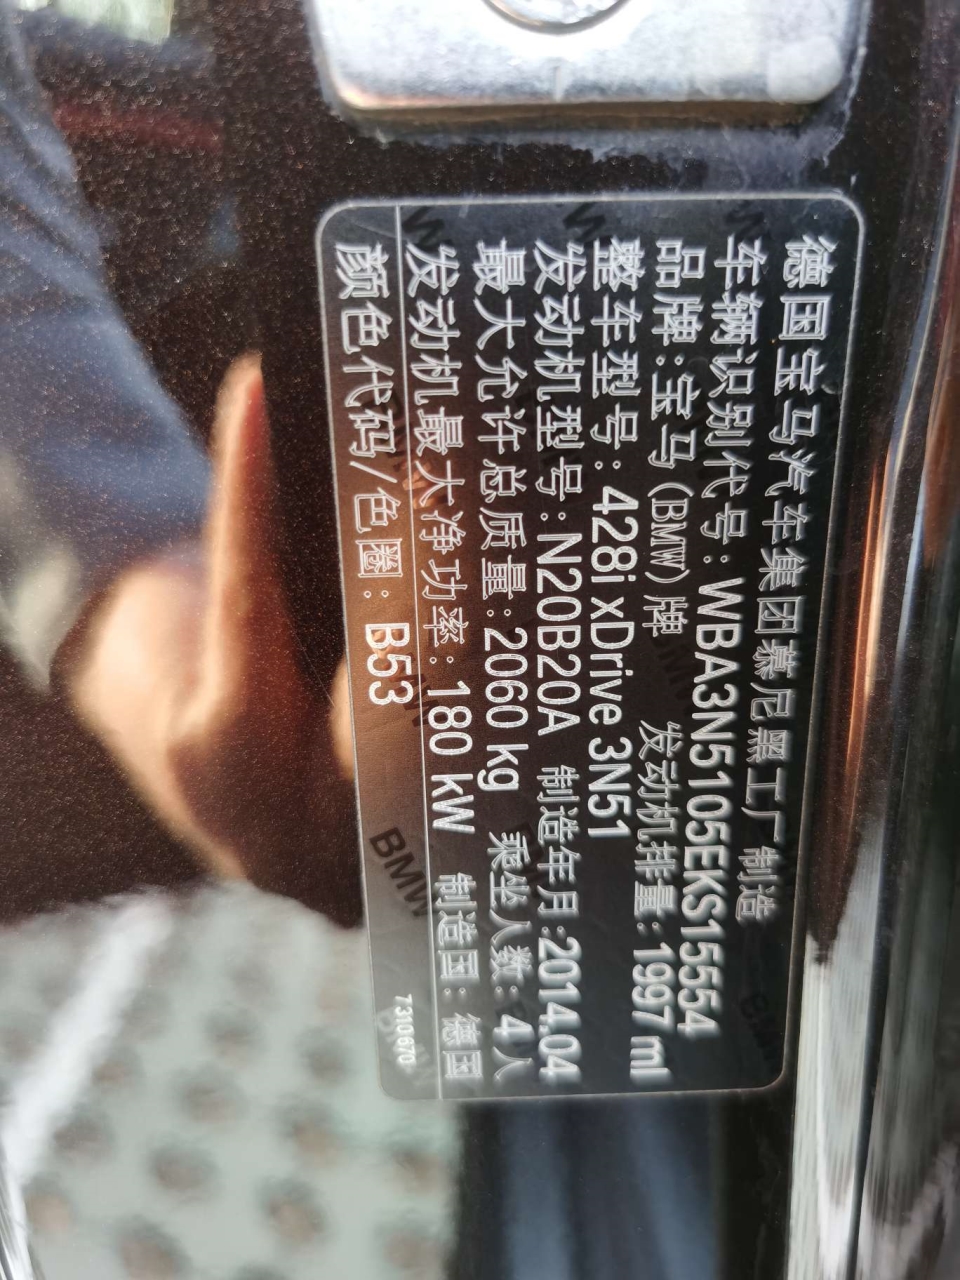 德国宝马汽车集团慕尼黑工厂制造
车辆识别代号：WBA3N5105EKS15554
品牌：宝马(BMW)牌 发动机排量：1997 ml
整车型号：428i xDrive 3N51
发动机型号：N20B20A 制造年月：2014.04
最大允许总质量：2060 kg 乘坐人数：4人
发动机最大净功率：180 kW 制造国：德国
颜色代码/色圈：B53
7310670